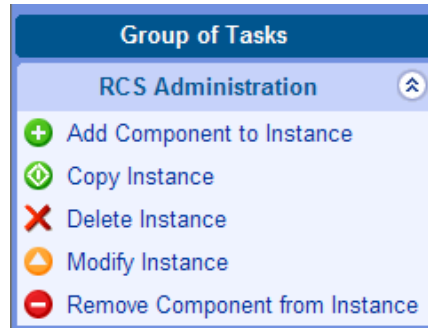 Group of Tasks
RCS Administration
Add Component to Instance
Copy Instance
Delete Instance
Modify Instance
Remove Component from Instance